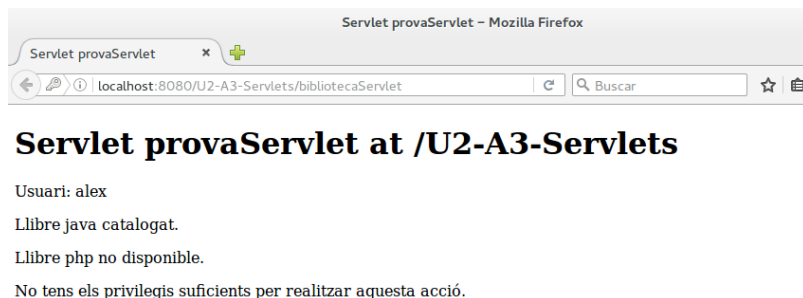 Servlet provaServlet – Mozilla Firefox
Servlet provaServlet
localhost:8080/U2-A3-Servlets/bibliotecaServlet
Buscar
Servlet provaServlet at /U2-A3-Servlets
Usuari: alex
Llibre java catalogat.
Llibre php no disponible.
No tens els privilegis suficients per realitzar aquesta acció.